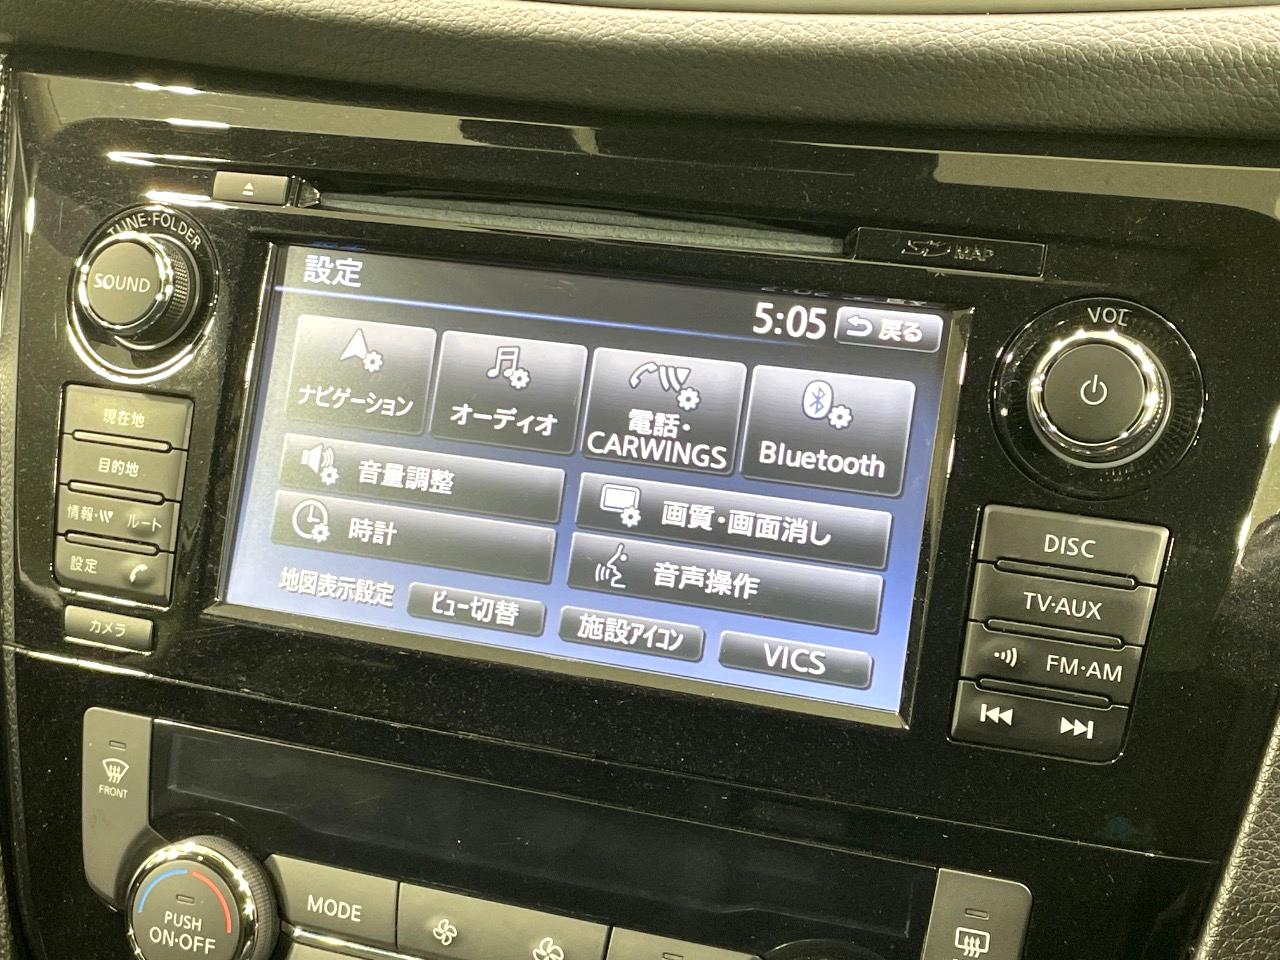 TUNE·FOLDER
SOUND
SD MAP
設定
5:05
戻る
VOL
ナビゲーション
オーディオ
電話・
CARWINGS
Bluetooth
現在地
目的地
情報・ ルート
設定
カメラ
音量調整
画質・画面消し
時計
音声操作
地図表示設定
ビュー切替
施設アイコン
VICS
DISC
TV·AUX
FM·AM
FRONT
PUSH
ON·OFF
MODE